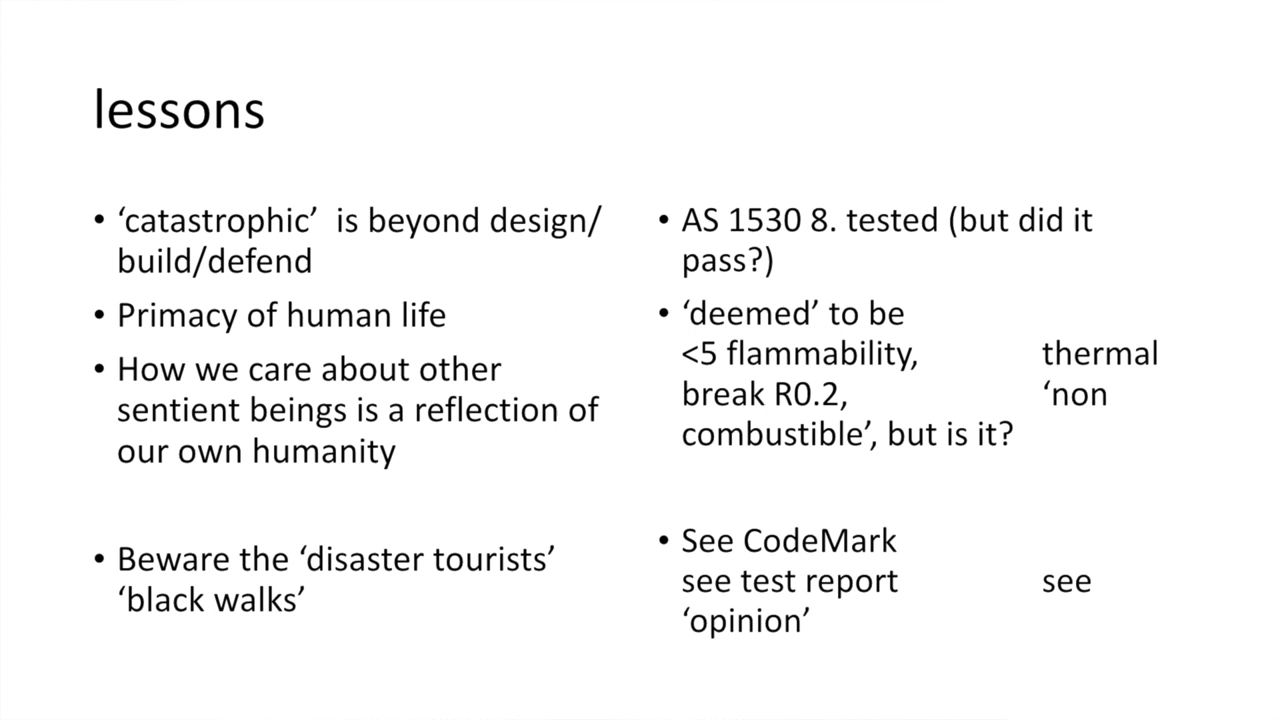 lessons
• ‘catastrophic’  is beyond design/
build/defend
• Primacy of human life
• How we care about other
sentient beings is a reflection of
our own humanity
• Beware the ‘disaster tourists’
‘black walks’
• AS 1530 8. tested (but did it
pass?)
• ‘deemed’ to be
<5 flammability, thermal
break R0.2, ‘non
combustible’, but is it?
• See CodeMark
see test report see
‘opinion’